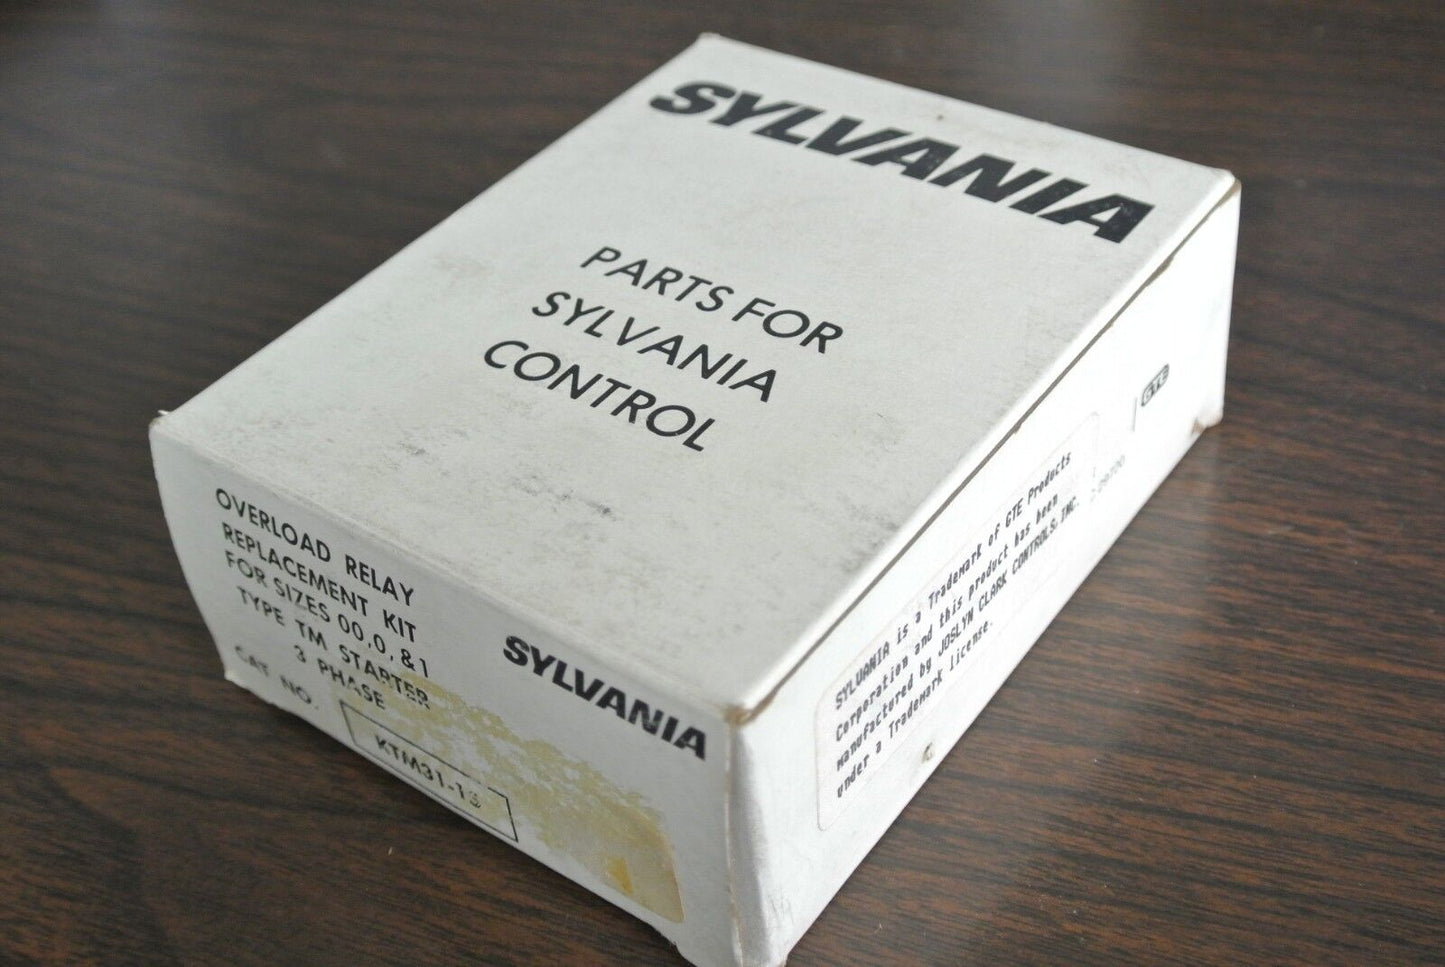 SYLVANIA
PARTS FOR
SYLVANIA
CONTROL
OVERLOAD RELAY
REPLACEMENT KIT
FOR SIZES 00,0,&1
TYPE TM STARTER
3 PHASE
CAT. NO.
KTM31-13
SYLVANIA
SYLVANIA is a Trademark of GTE Products
Corporation and this product has been
manufactured by JOSLYN CLARK CONTROLS, INC.
under a Trademark license.
GTE